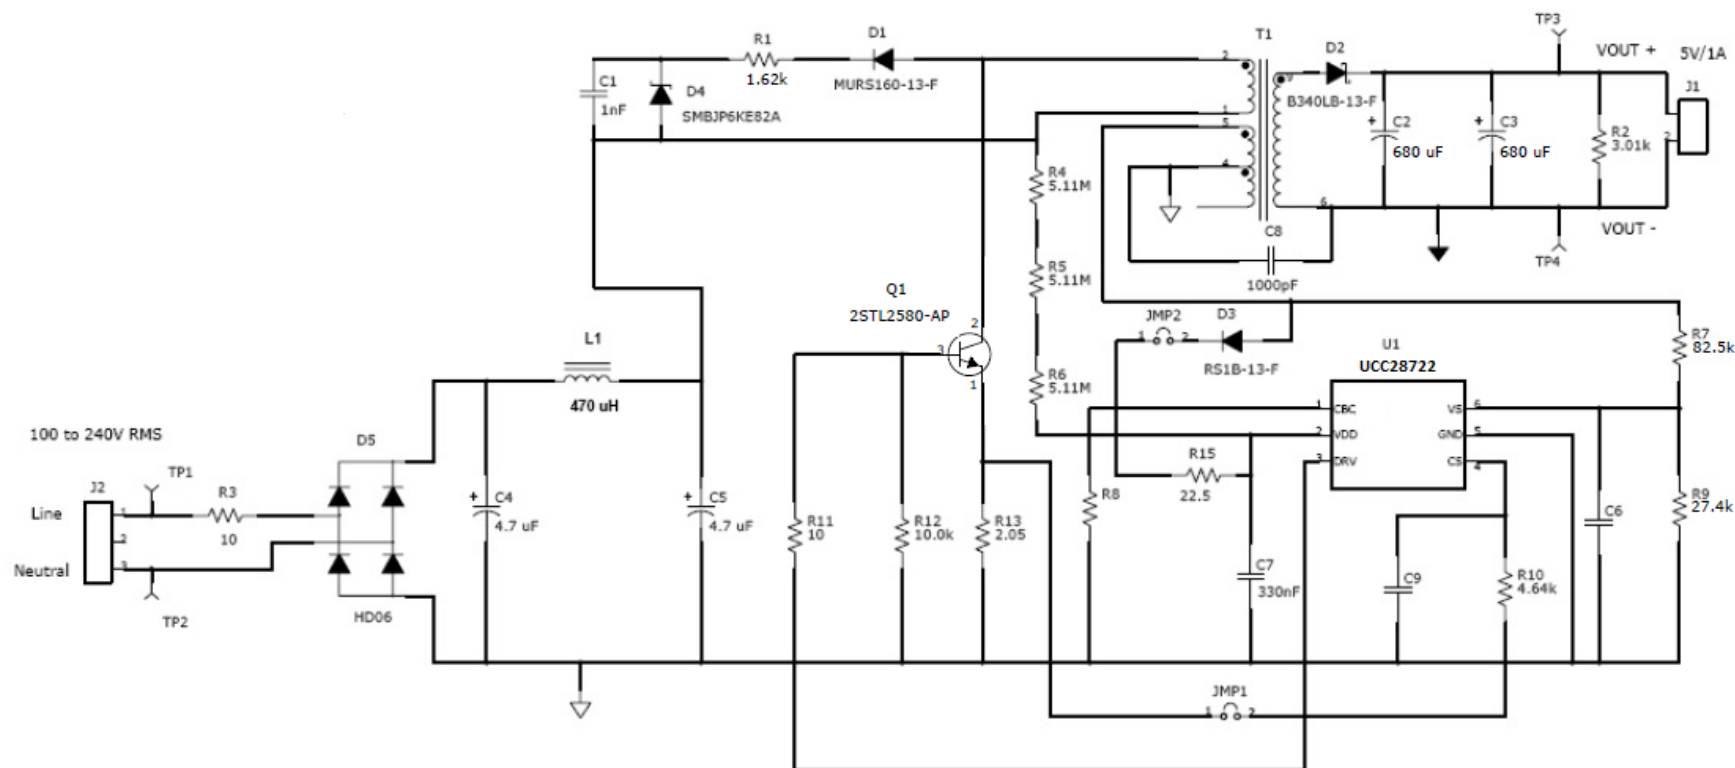 TP3
VOUT +
5V/1A
R1
1.62k
D1
MURS160-13-F
T1
D2
B340LB-13-F
J1
2
9
1
5
4
6
C1
1nF
D4
SMBJP6KE82A
+
C2
680 uF
+
C3
680 uF
R2
3.01k
2
R4
5.11M
C8
1000pF
VOUT -
TP4
R5
5.11M
Q1
2STL2580-AP
2
3
1
JMP2
1
2
D3
RS1B-13-F
R7
82.5k
U1
UCC28722
L1
470 uH
R6
5.11M
1
CBC
VS
6
2
VDD
GND
5
3
DRV
CS
4
100 to 240V RMS
D5
TP1
J2
Line
1
2
Neutral
3
R3
10
TP2
HD06
+
C4
4.7 uF
+
C5
4.7 uF
R11
10
R12
10.0k
R13
2.05
R8
R15
22.5
C7
330nF
C9
R10
4.64k
C6
R9
27.4k
JMP1
1
2